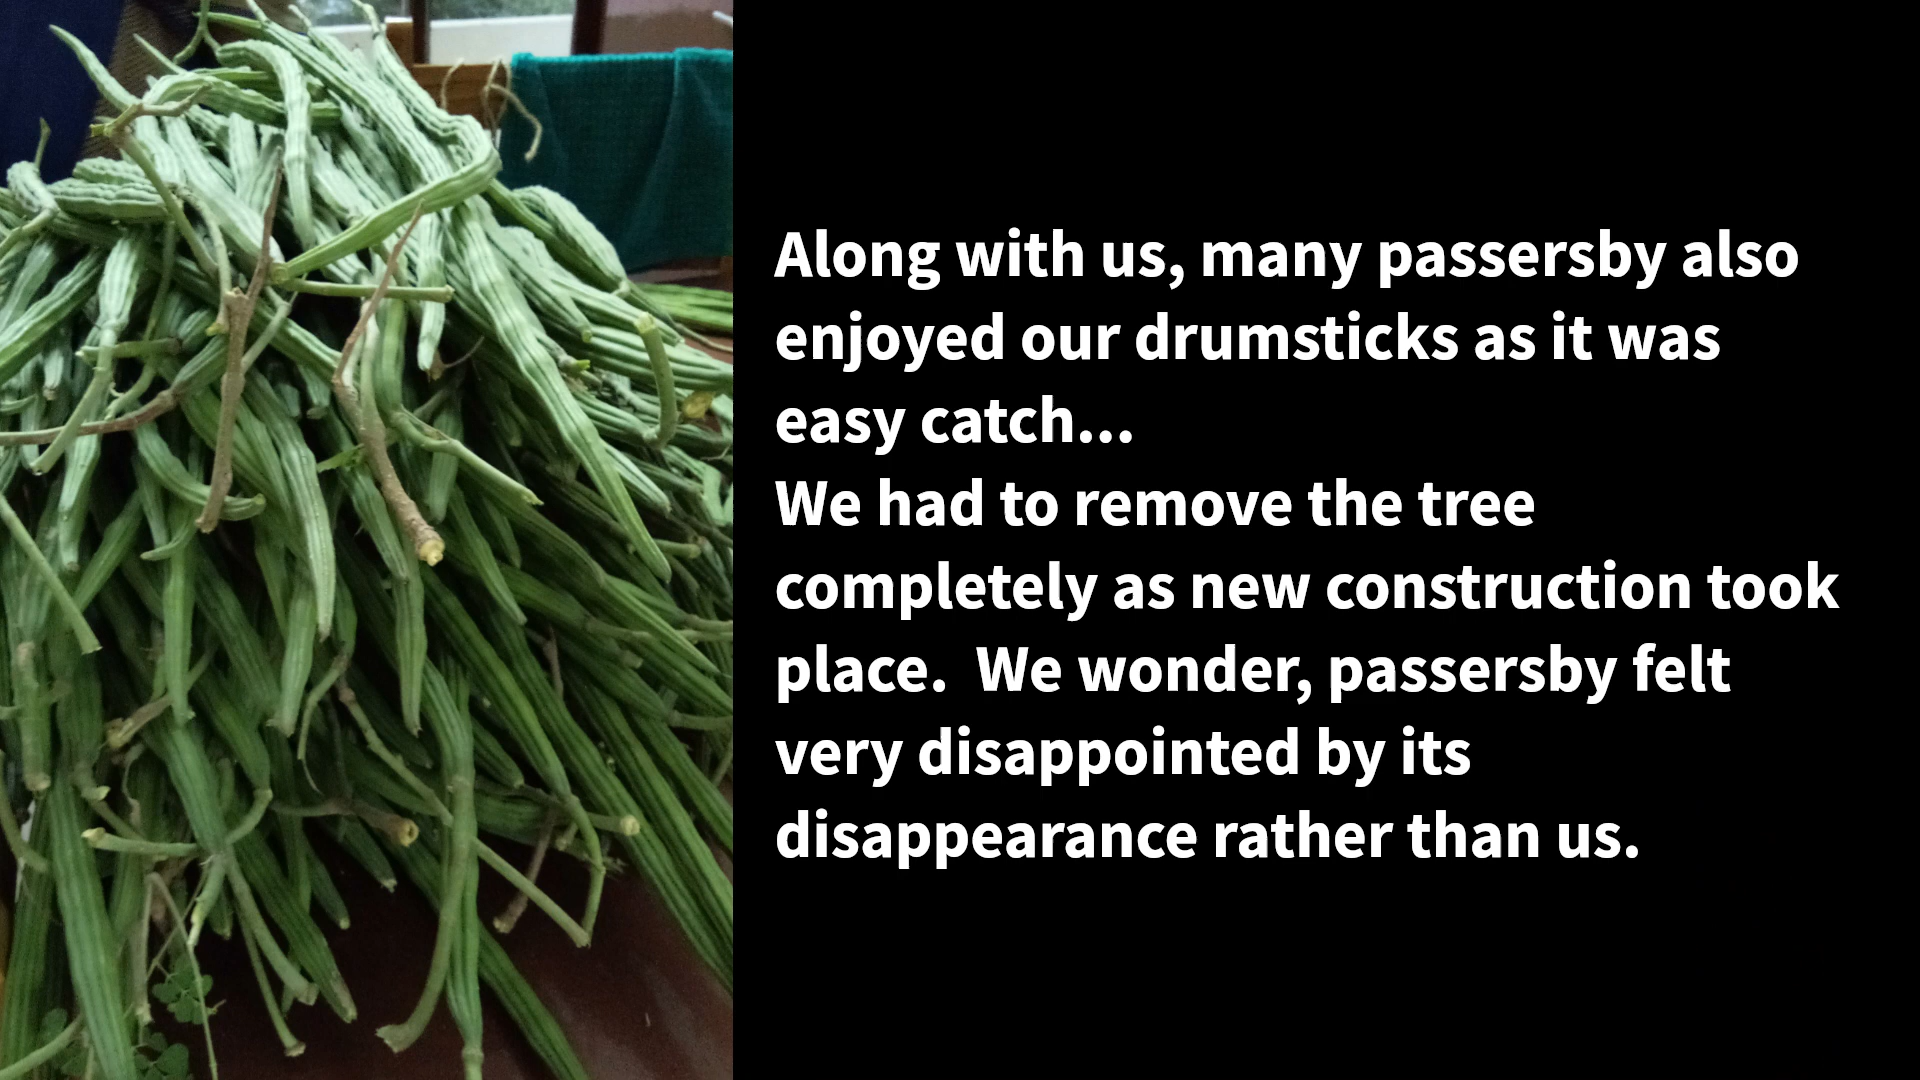 Along with us, many passersby also
enjoyed our drumsticks as it was
easy catch...
We had to remove the tree
completely as new construction took
place.  We wonder, passersby felt
very disappointed by its
disappearance rather than us.